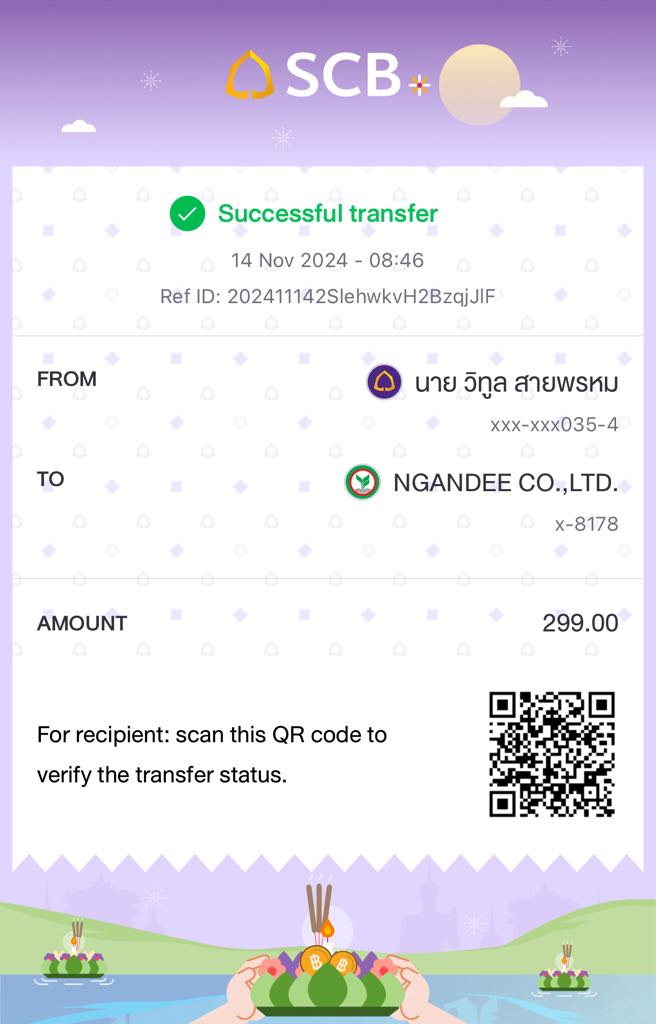 SCB
Successful transfer
14 Nov 2024 - 08:46
Ref ID: 202411142SlehwkvH2BzqjJlF
FROM
นาย วิทูล สายพรหม
xxx-xxx035-4
TO
NGANDEE CO.,LTD.
x-8178
AMOUNT
299.00
For recipient: scan this QR code to
verify the transfer status.
฿ ฿